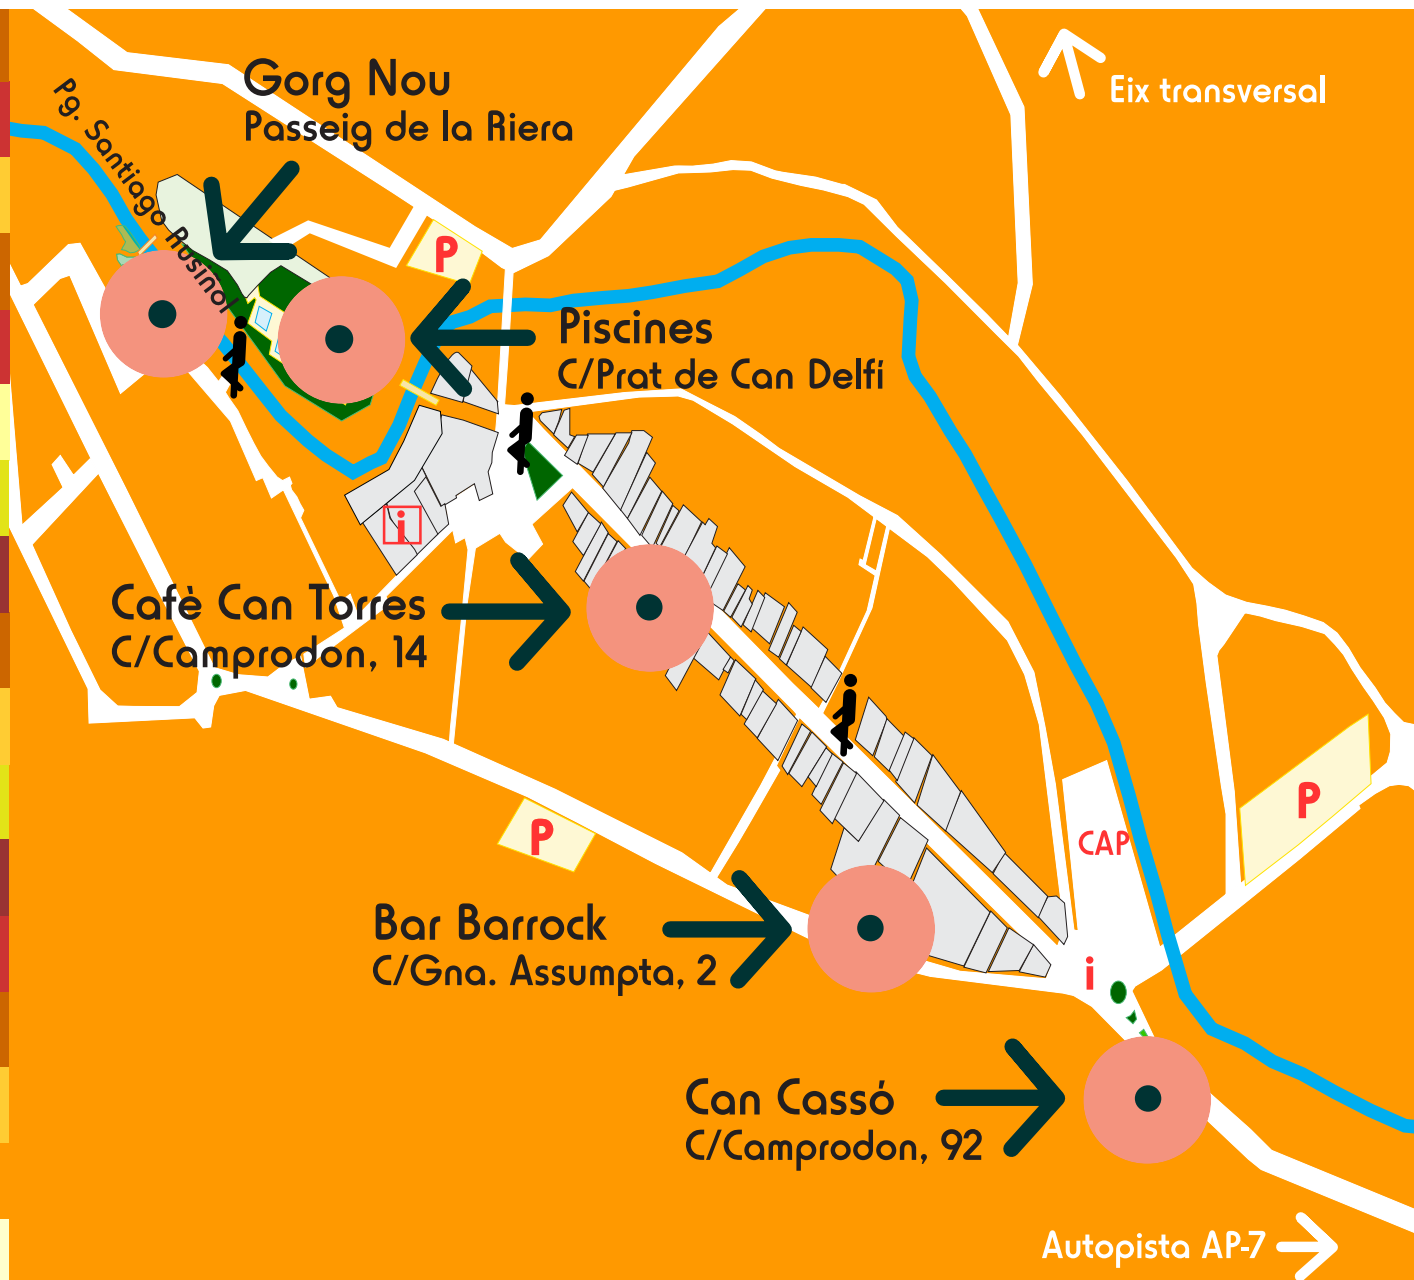 Eix transversal
Gorg Nou
Passeig de la Riera
Pg. Santiago Rusiñol
P
Piscines
C/Prat de Can Delfí
i
Cafè Can Torres
C/Camprodon, 14
P
P
CAP
Bar Barrock
C/Gna. Assumpta, 2
i
Can Cassó
C/Camprodon, 92
Autopista AP-7